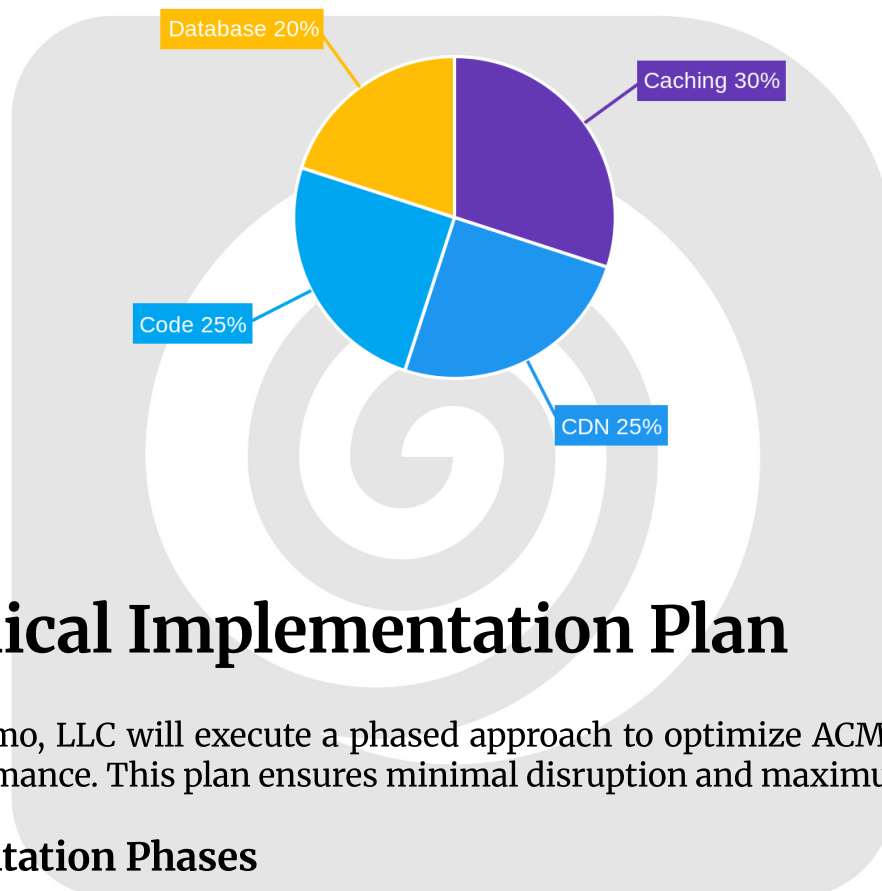 Database 20%
Caching 30%
Code 25%
CDN 25%
ical Implementation Plan
mo, LLC will execute a phased approach to optimize ACM
mance. This plan ensures minimal disruption and maximu
tation Phases